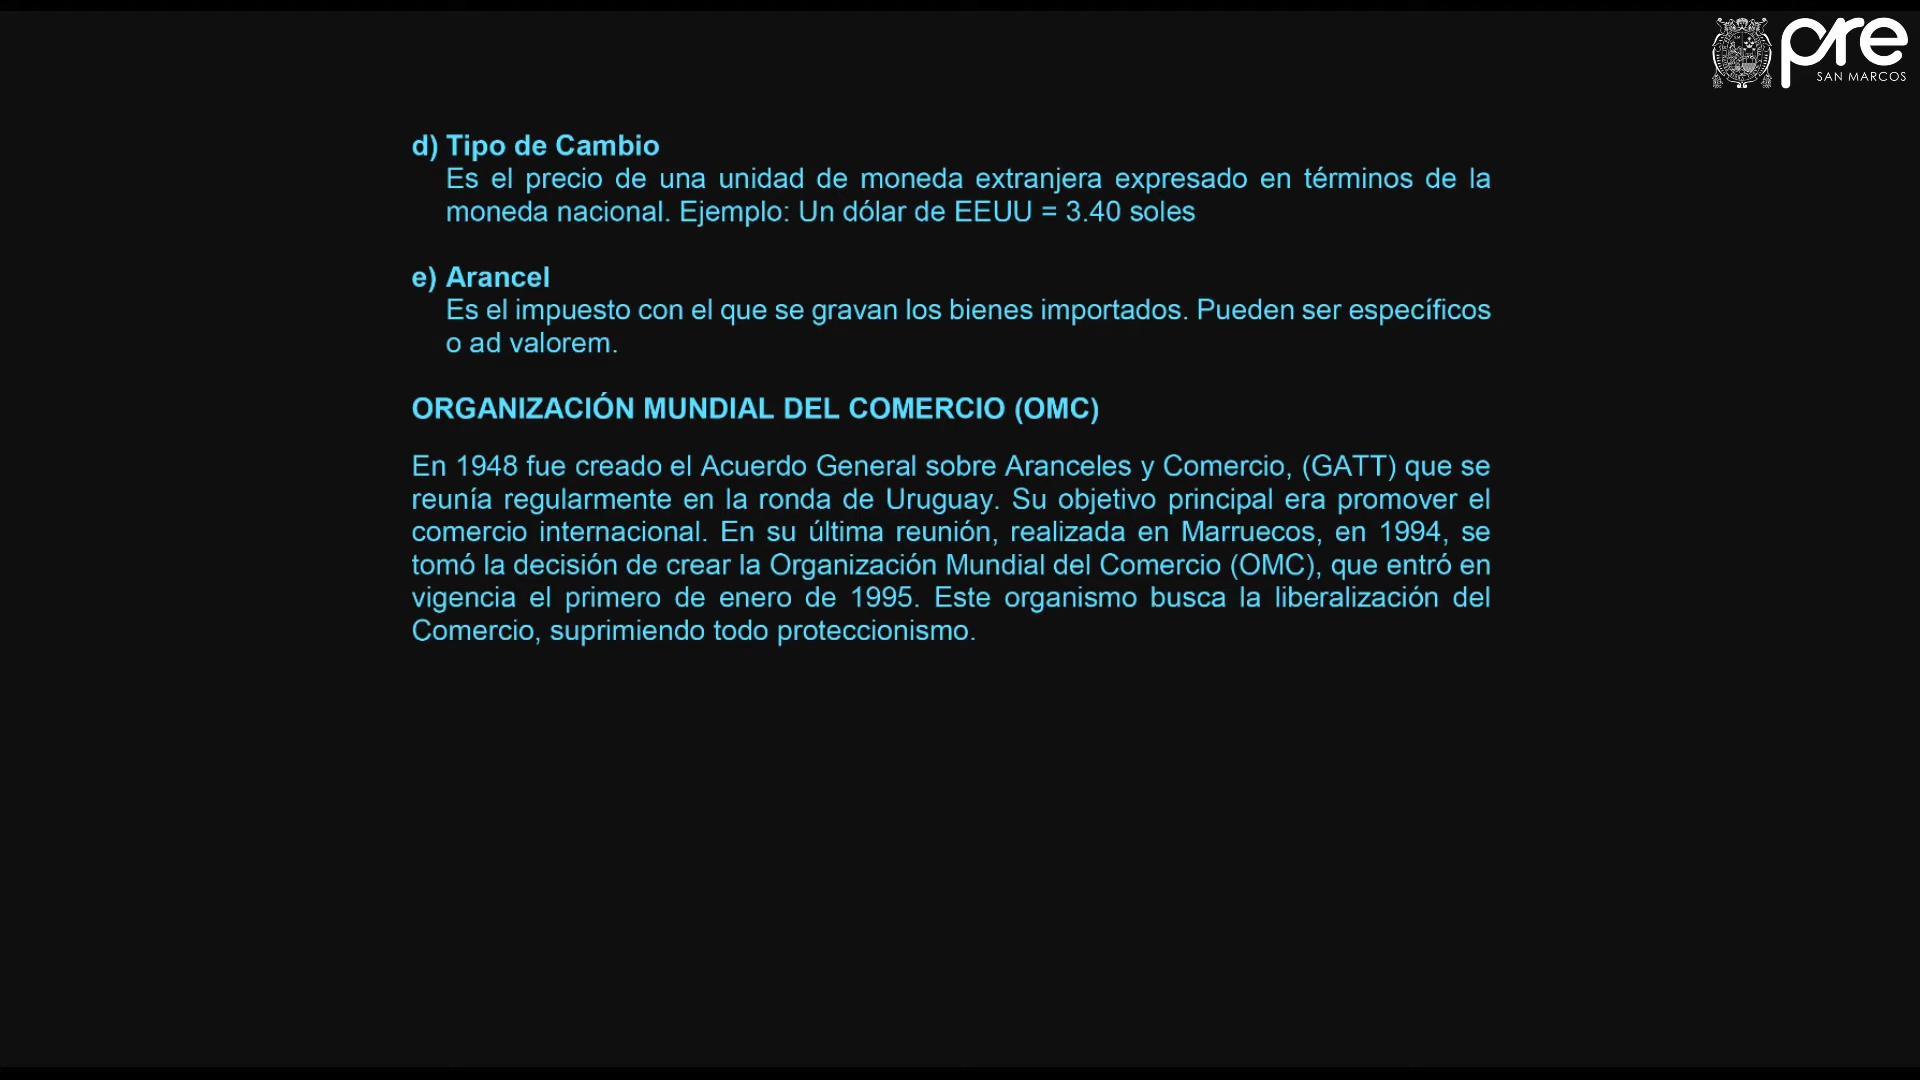 pre
SAN MARCOS
d) Tipo de Cambio
Es el precio de una unidad de moneda extranjera expresado en términos de la
moneda nacional. Ejemplo: Un dólar de EEUU = 3.40 soles
e) Arancel
Es el impuesto con el que se gravan los bienes importados. Pueden ser específicos
o ad valorem.
ORGANIZACIÓN MUNDIAL DEL COMERCIO (OMC)
En 1948 fue creado el Acuerdo General sobre Aranceles y Comercio, (GATT) que se
reunía regularmente en la ronda de Uruguay. Su objetivo principal era promover el
comercio internacional. En su última reunión, realizada en Marruecos, en 1994, se
tomó la decisión de crear la Organización Mundial del Comercio (OMC), que entró en
vigencia el primero de enero de 1995. Este organismo busca la liberalización del
Comercio, suprimiendo todo proteccionismo.